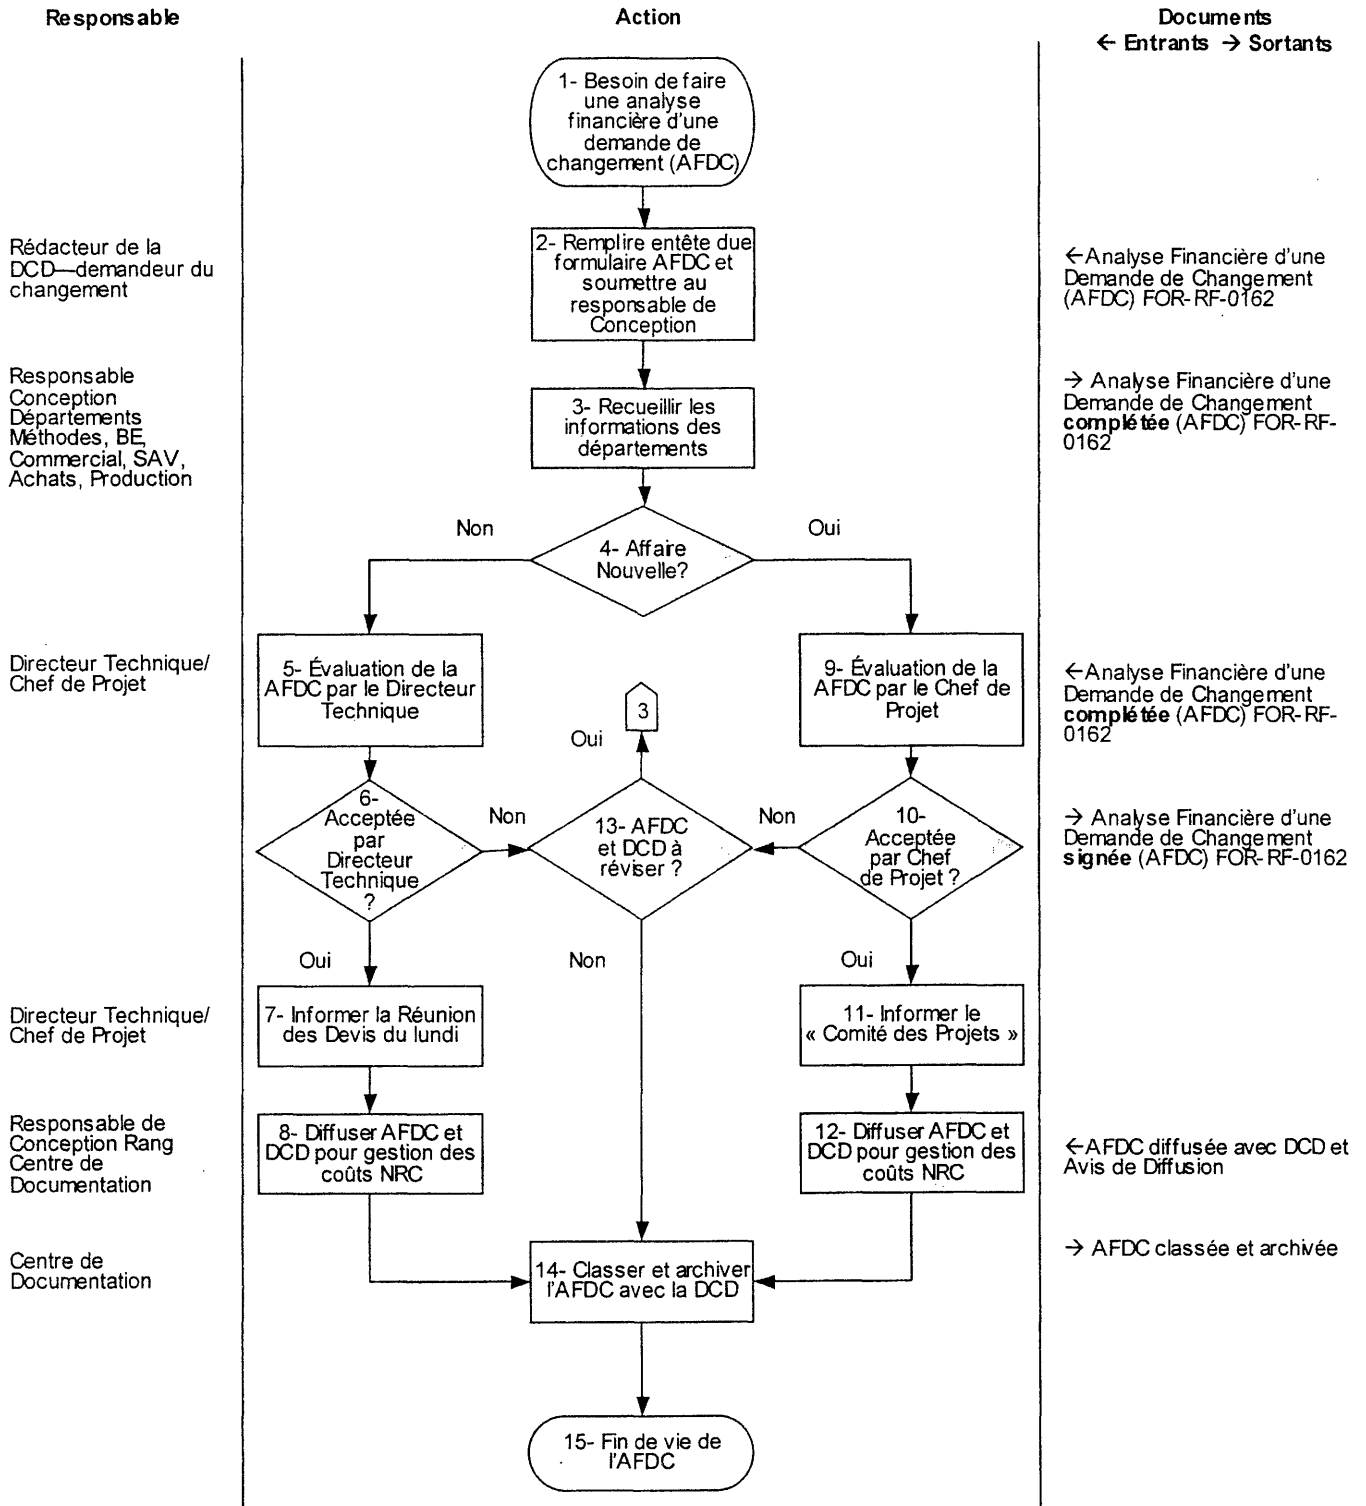 Responsable
Action
Documents
← Entrants → Sortants
1- Besoin de faire
une analyse
financière d'une
demande de
changement (AFDC)
Rédacteur de la
DCD—demandeur du
changement
2- Remplire entête due
formulaire AFDC et
soumettre au
responsable de
Conception
←Analyse Financière d'une
Demande de Changement
(AFDC) FOR-RF-0162
Responsable
Conception
Départements
Méthodes, BE,
Commercial, SAV,
Achats, Production
3- Recueillir les
informations des
départements
→ Analyse Financière d'une
Demande de Changement
complétée (AFDC) FOR-RF-
0162
Non
Oui
4- Affaire
Nouvelle?
Directeur Technique/
Chef de Projet
5- Évaluation de la
AFDC par le Directeur
Technique
3
Oui
9- Évaluation de la
AFDC par le Chef de
Projet
←Analyse Financière d'une
Demande de Changement
complétée (AFDC) FOR-RF-
0162
6-
Acceptée
par
Directeur
Technique
?
Non
13- AFDC
et DCD à
réviser ?
Non
10-
Acceptée
par Chef
de Projet ?
→ Analyse Financière d'une
Demande de Changement
signée (AFDC) FOR-RF-0162
Oui
Non
Oui
Directeur Technique/
Chef de Projet
7- Informer la Réunion
des Devis du lundi
11- Informer le
« Comité des Projets »
Responsable de
Conception Rang
Centre de
Documentation
8- Diffuser AFDC et
DCD pour gestion des
coûts NRC
12- Diffuser AFDC et
DCD pour gestion des
coûts NRC
←AFDC diffusée avec DCD et
Avis de Diffusion
Centre de
Documentation
14- Classer et archiver
l'AFDC avec la DCD
→ AFDC classée et archivée
15- Fin de vie de
l'AFDC